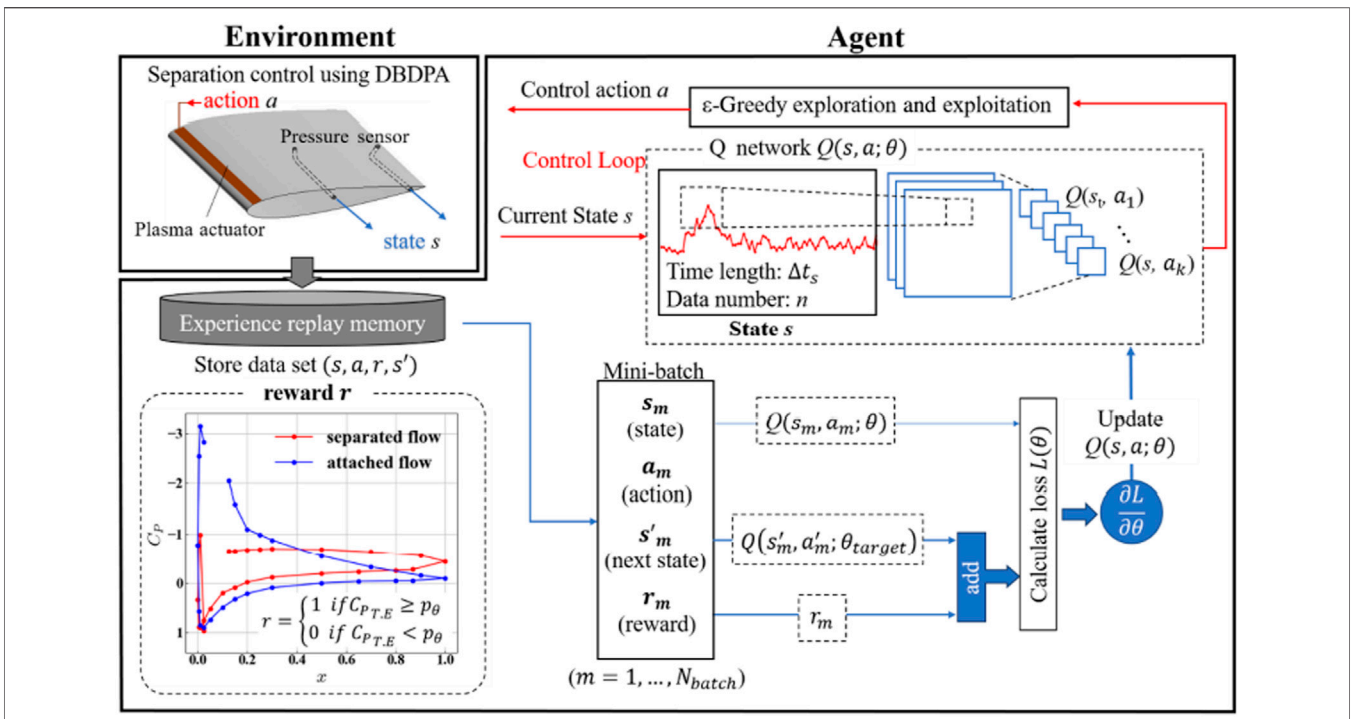 Environment
Agent
Separation control using DBDPA
action a
Pressure sensor
Plasma actuator
state s
Control action a
ε-Greedy exploration and exploitation
Control Loop
Q network Q(s, a; θ)
Current State s
Time length: Δt_s
Data number: n
State s
Q(s, a_1)
⋱
Q(s, a_k)
Experience replay memory
Store data set (s, a, r, s′)
reward r
separated flow
attached flow
C_P
-3
-2
-1
0
1
0.0 0.2 0.4 0.6 0.8 1.0
x
r = { 1 if C_{P_{T.E}} ≥ p_θ
0 if C_{P_{T.E}} < p_θ
Mini-batch
s_m
(state)
a_m
(action)
s′_m
(next state)
r_m
(reward)
(m = 1, ..., N_batch)
Q(s_m, a_m; θ)
Q(s′_m, a′_m; θ_target)
r_m
add
Calculate loss L(θ)
∂L
∂θ
Update
Q(s, a; θ)